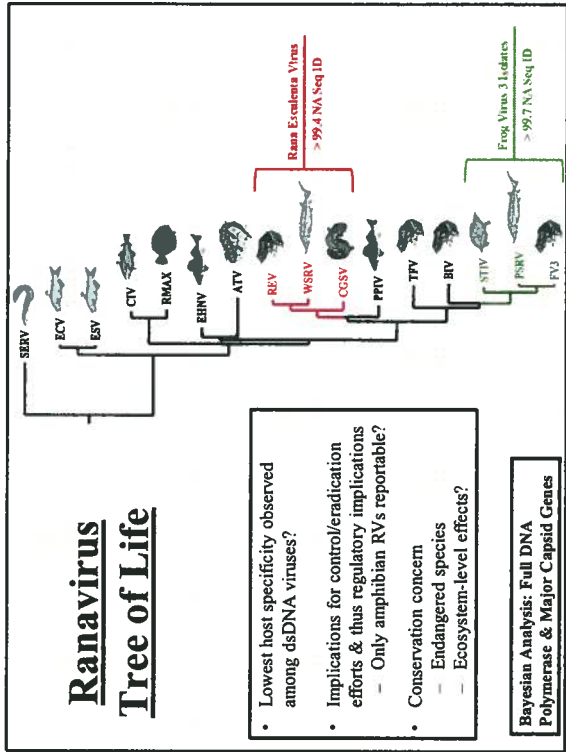 Ranavirus
Tree of Life
• Lowest host specificity observed
among dsDNA viruses?
• Implications for control/eradication
efforts & thus regulatory implications
– Only amphibian RVs reportable?
• Conservation concern
– Endangered species
– Ecosystem-level effects?
Bayesian Analysis: Full DNA
Polymerase & Major Capsid Genes
SERV
ECV
ESV
CIV
RMAX
EHNV
ATV
REV
WSRV
CGSV
PPIV
TFV
BIV
STIV
PSRV
FV3
Rana Esculenta Virus
> 99.4 NA Seq ID
Frog Virus 3 Isolates
> 99.7 NA Seq ID